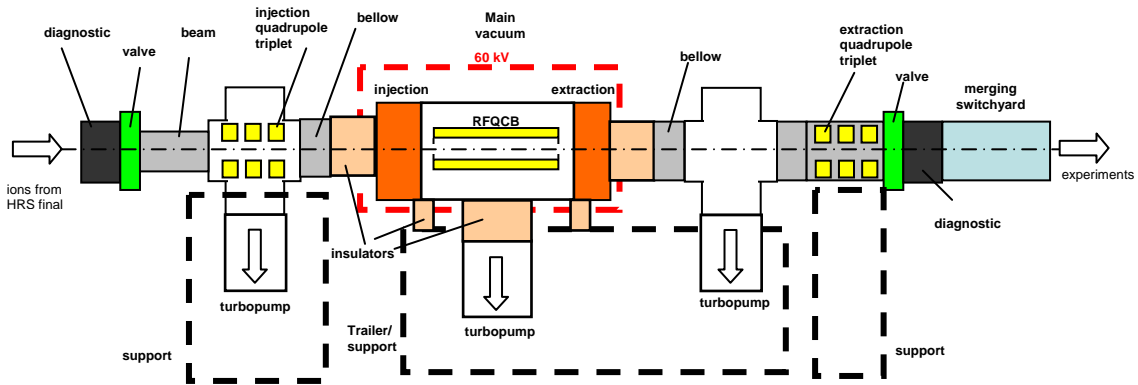 diagnostic
valve
beam
injection
quadrupole
triplet
bellow
Main
vacuum
60 kV
injection
extraction
RFQCB
bellow
extraction
quadrupole
triplet
valve
merging
switchyard
ions from
HRS final
experiments
diagnostic
insulators
turbopump
turbopump
turbopump
support
Trailer/
support
support